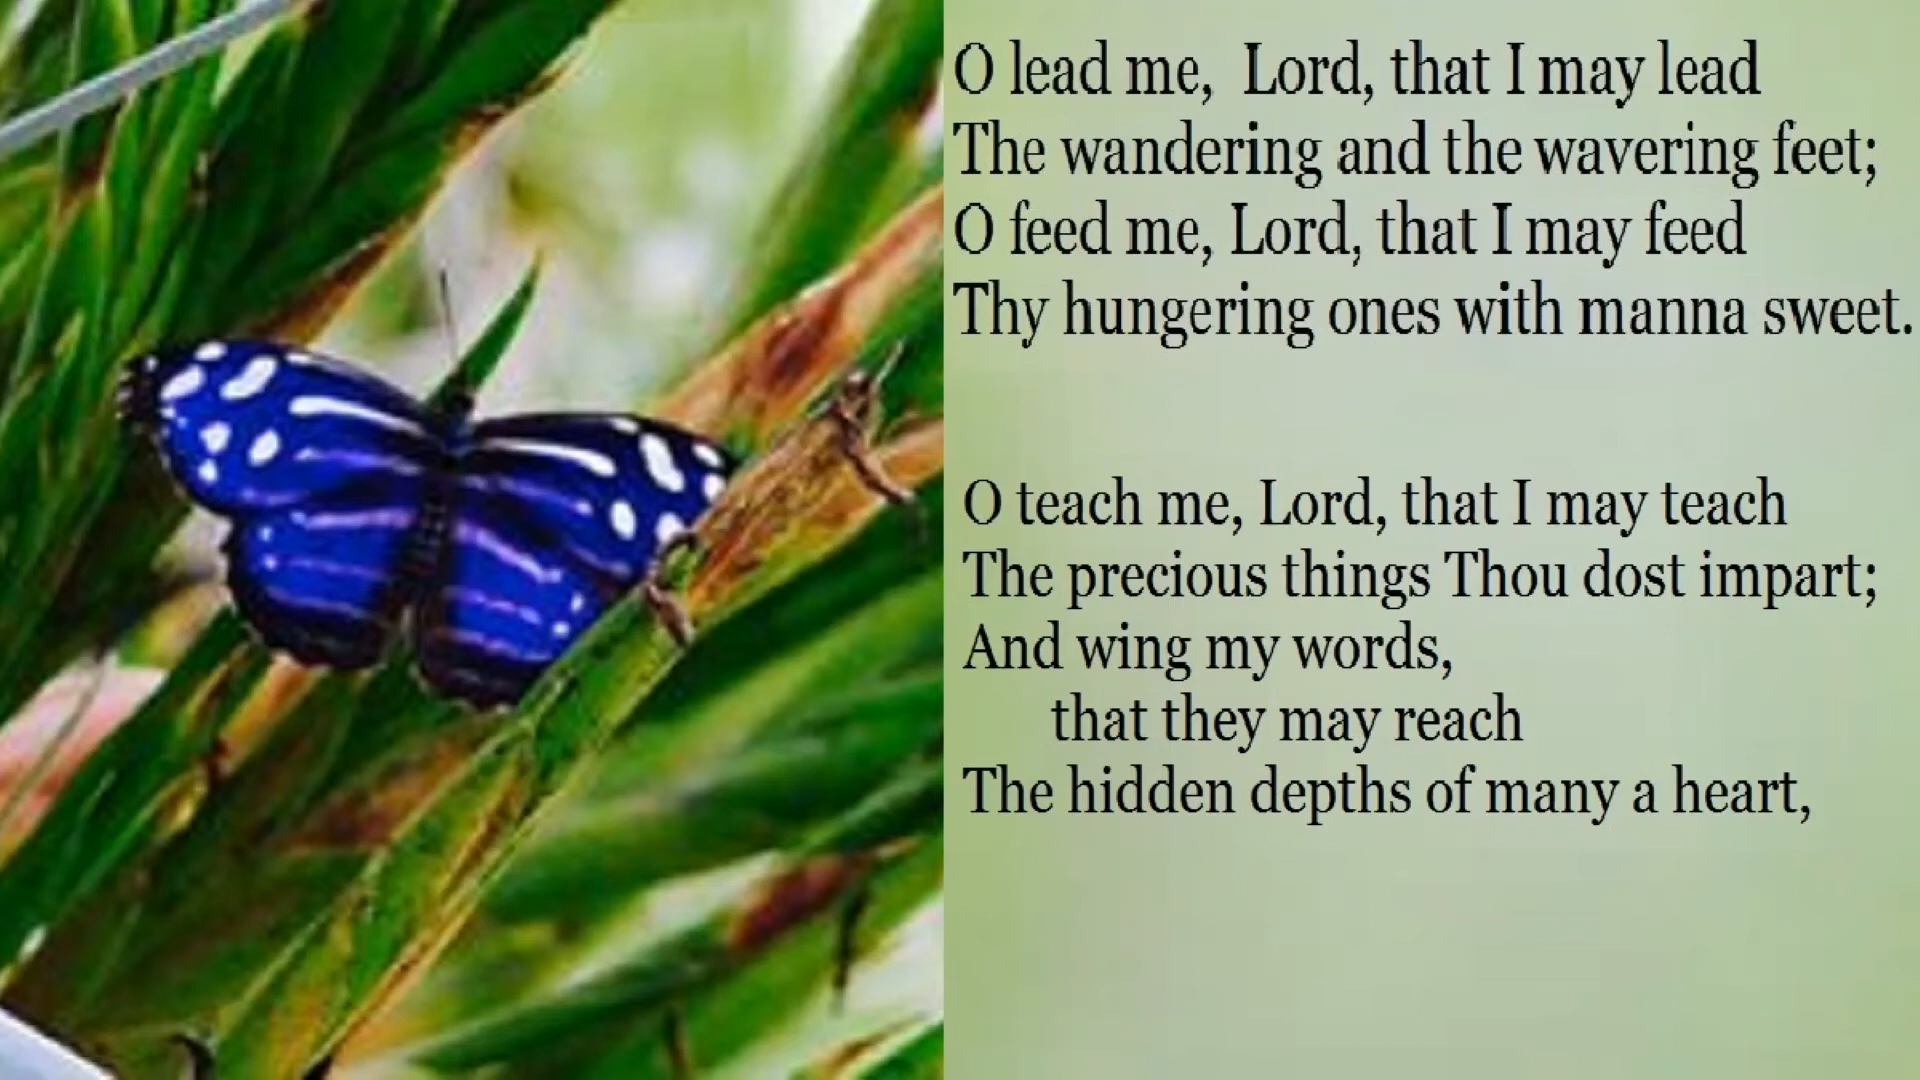 O lead me, Lord, that I may lead
The wandering and the wavering feet;
O feed me, Lord, that I may feed
Thy hungering ones with manna sweet.
O teach me, Lord, that I may teach
The precious things Thou dost impart;
And wing my words,
that they may reach
The hidden depths of many a heart,